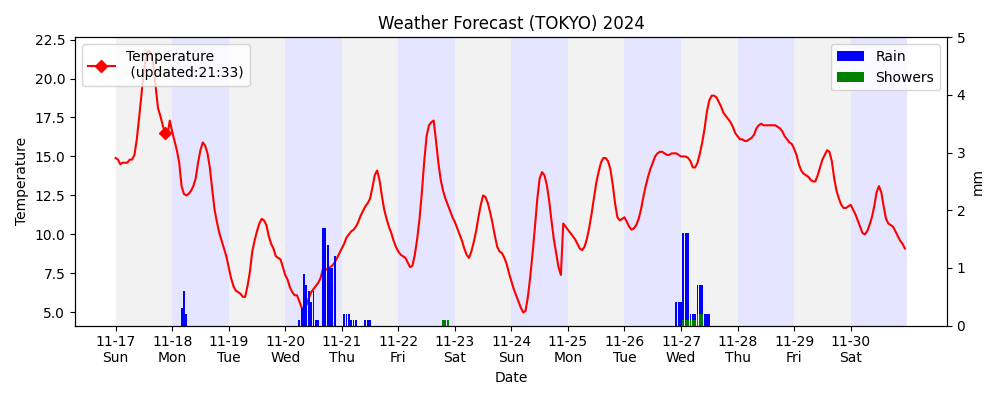 Weather Forecast (TOKYO) 2024
Temperature
(updated:21:33)
Rain
Showers
Temperature
22.5
20.0
17.5
15.0
12.5
10.0
7.5
5.0
5
4
3
2
1
0
mm
11-17 11-18 11-19 11-20 11-21 11-22 11-23 11-24 11-25 11-26 11-27 11-28 11-29 11-30
Sun Mon Tue Wed Thu Fri Sat Sun Mon Tue Wed Thu Fri Sat
Date